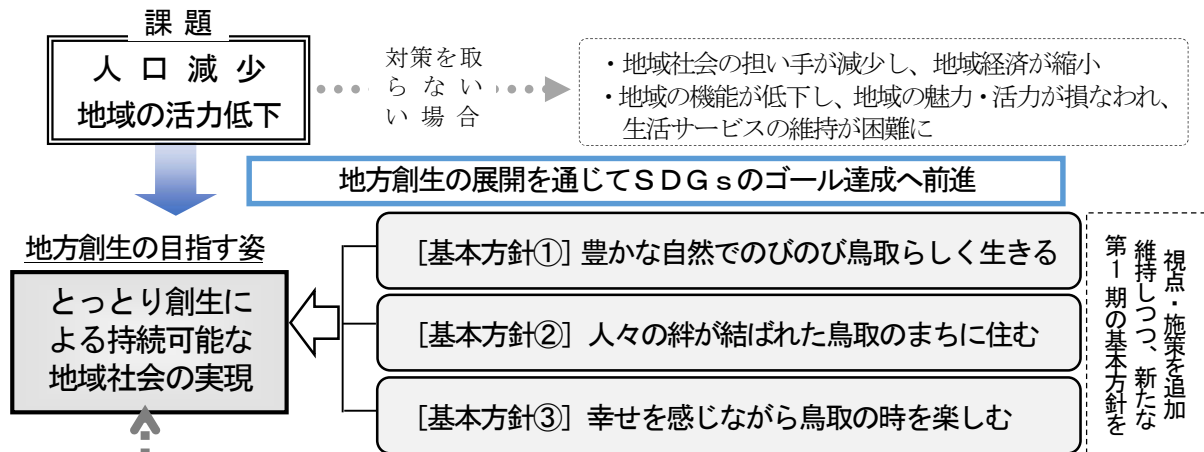 課題
人口減少
地域の活力低下
対策を取
らない
い場合
・地域社会の担い手が減少し、地域経済が縮小
・地域の機能が低下し、地域の魅力・活力が損なわれ、
生活サービスの維持が困難に
地方創生の展開を通じてＳＤＧｓのゴール達成へ前進
地方創生の目指す姿
とっとり創生に
よる持続可能な
地域社会の実現
［基本方針①］豊かな自然でのびのび鳥取らしく生きる
［基本方針②］人々の絆が結ばれた鳥取のまちに住む
［基本方針③］幸せを感じながら鳥取の時を楽しむ
第１期の基本方針を
維持しつつ、新たな
視点・施策を追加